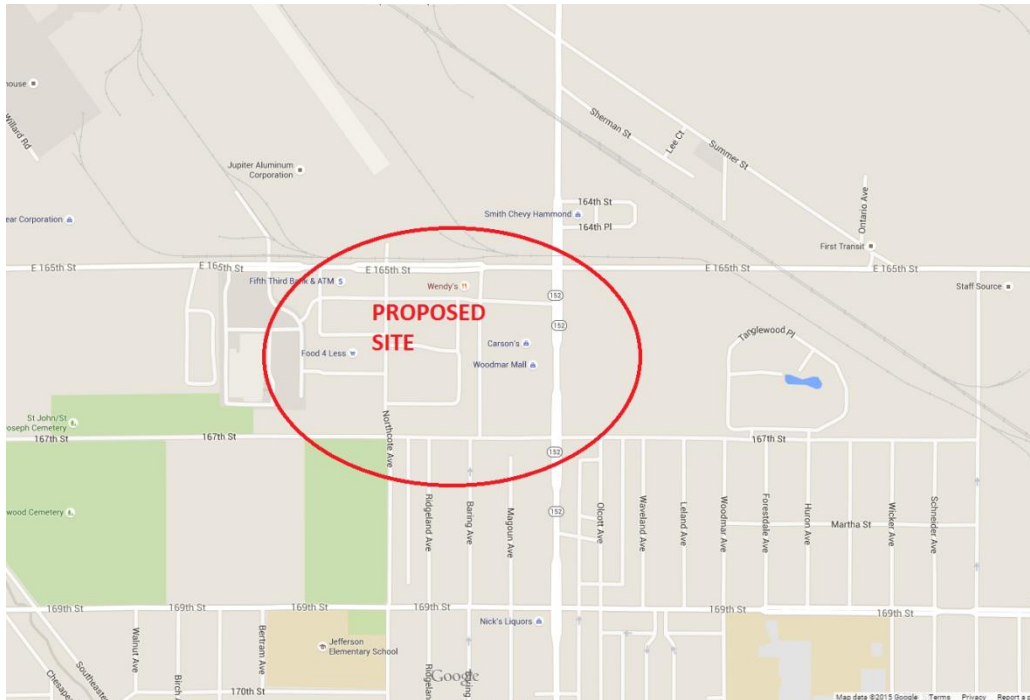 house
Willard Rd
Jupiter Aluminum
Corporation
Sherman St
Lee Ct
Summer St
Ontario Ave
ear Corporation
Smith Chevy Hammond
164th St
164th Pl
First Transit
E 165th St
E 165th St
E 165th St
E 165th St
E 165th St
Fifth Third Bank & ATM
Wendy's
152
Staff Source
PROPOSED
SITE
152
Carson's
Food 4 Less
Woodmar Mall
Tanglewood Pl
St John/St
oseph Cemetery
167th St
Northcote Ave
167th St
152
wood Cemetery
Ridgeland Ave
Baring Ave
Magoun Ave
152
Olcott Ave
Waveland Ave
Leland Ave
Woodmar Ave
Forestdale Ave
Huron Ave
Martha St
Wicker Ave
Schneider Ave
169th St
169th St
169th St
169th St
169th St
169th St
Nick's Liquors
Walnut Ave
Birch A
Bertram Ave
Jefferson
Elementary School
Southeaster
Chesape
170th St
Ridgelan
Baring
Google
Map data ©2015 Google Terms Privacy Report a